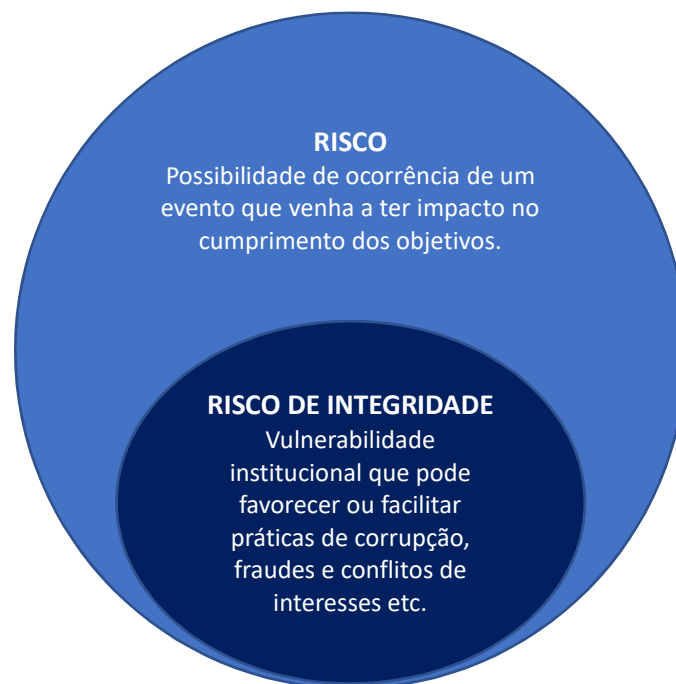 RISCO
Possibilidade de ocorrência de um
evento que venha a ter impacto no
cumprimento dos objetivos.
RISCO DE INTEGRIDADE
Vulnerabilidade
institucional que pode
favorecer ou facilitar
práticas de corrupção,
fraudes e conflitos de
interesses etc.